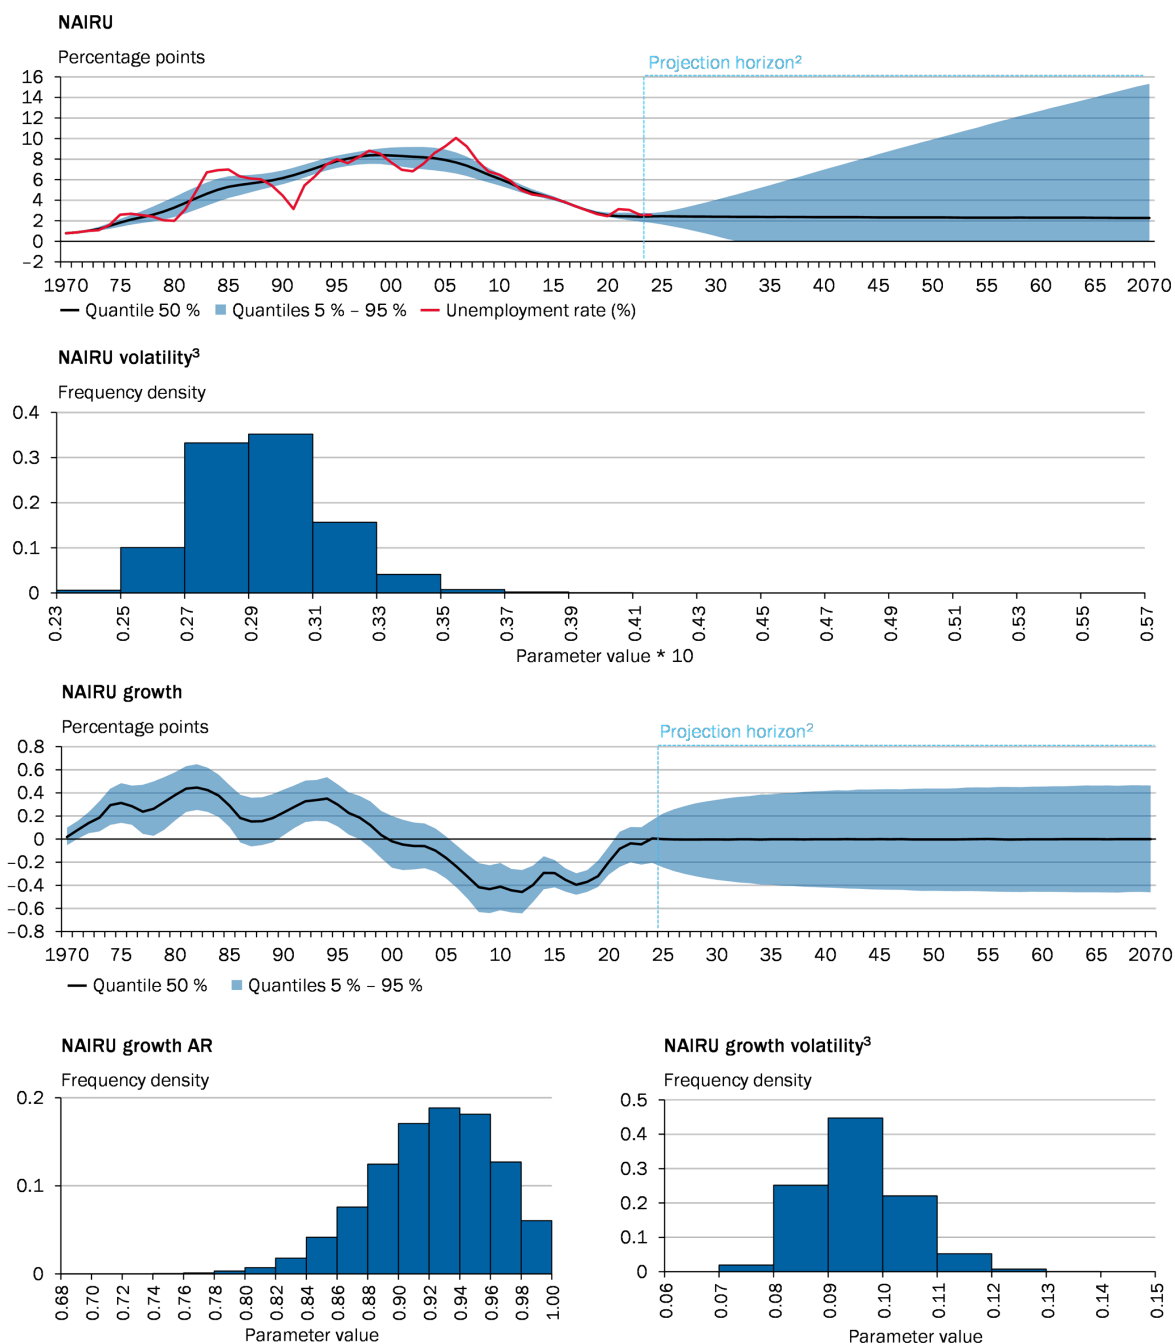 NAIRU
Percentage points
Projection horizon²
16
14
12
10
8
6
4
2
0
−2
1970 75 80 85 90 95 00 05 10 15 20 25 30 35 40 45 50 55 60 65 2070
Quantile 50 % Quantiles 5 % – 95 % Unemployment rate (%)
NAIRU volatility³
Frequency density
0.4
0.3
0.2
0.1
0
0.23 0.25 0.27 0.29 0.31 0.33 0.35 0.37 0.39 0.41 0.43 0.45 0.47 0.49 0.51 0.53 0.55 0.57
Parameter value * 10
NAIRU growth
Percentage points
Projection horizon²
0.8
0.6
0.4
0.2
0
−0.2
−0.4
−0.6
−0.8
1970 75 80 85 90 95 00 05 10 15 20 25 30 35 40 45 50 55 60 65 2070
Quantile 50 % Quantiles 5 % – 95 %
NAIRU growth AR
Frequency density
0.2
0.1
0
0.68 0.70 0.72 0.74 0.76 0.78 0.80 0.82 0.84 0.86 0.88 0.90 0.92 0.94 0.96 0.98 1.00
Parameter value
NAIRU growth volatility³
Frequency density
0.5
0.4
0.3
0.2
0.1
0
0.06 0.07 0.08 0.09 0.10 0.11 0.12 0.13 0.14 0.15
Parameter value